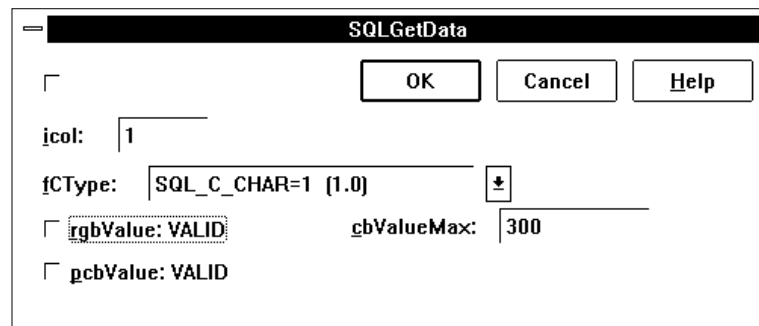 SQLGetData
OK Cancel Help
icol: 1
fCType: SQL_C_CHAR=1 (1.0)
rgbValue: VALID cbValueMax: 300
pcbValue: VALID